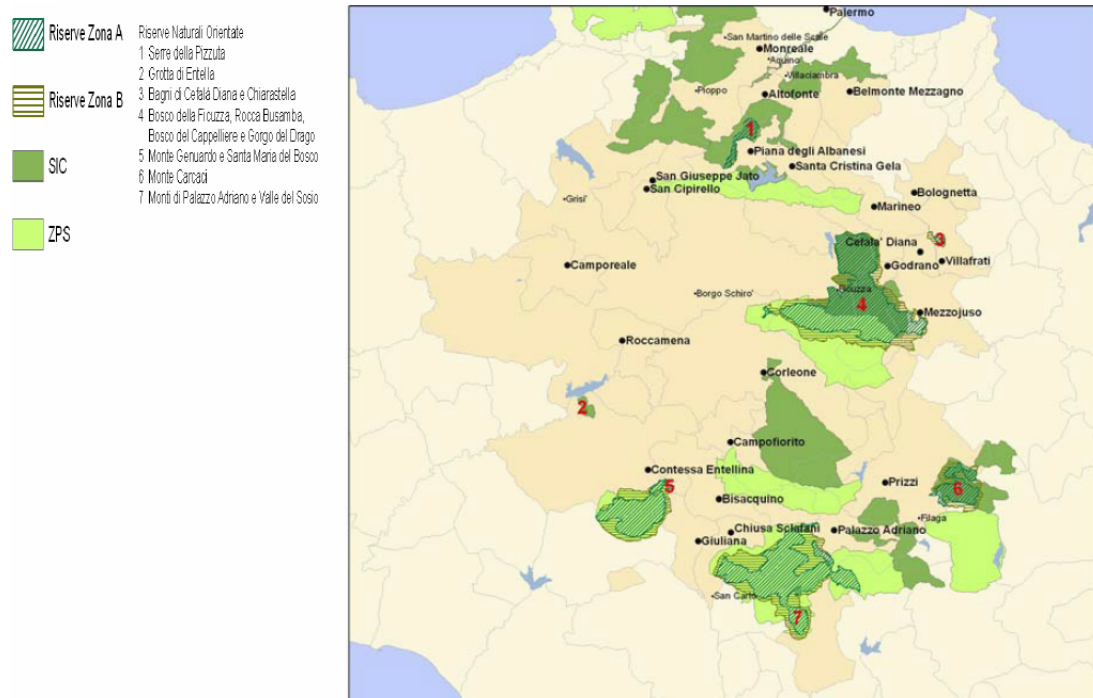 Riserve Zona A
Riserve Zona B
SIC
ZPS
Riserve Naturali Orientate
1 Serre della Pizzuta
2 Grotta di Entella
3 Bagni di Cefalà Diana e Chiarastella
4 Bosco della Ficuzza, Rocca Busamba,
Bosco del Cappelliere e Gorgo del Drago
5 Monte Genuardo e Santa Maria del Bosco
6 Monte Carcaci
7 Monti di Palazzo Adriano e Valle del Sosio
Palermo
San Martino delle Scale
Monreale
Aquino'
Villaciambra
Pioppo
Altofonte
Belmonte Mezzagno
1
Piana degli Albanesi
Santa Cristina Gela
San Giuseppe Jato
San Cipirello
Grisi'
Bolognetta
Marineo
3
Cefala' Diana
Villafrati
Godrano
Camporeale
Ficuzza
Borgo Schiro'
4
Mezzojuso
Roccamena
Corleone
2
Campofiorito
Contessa Entellina
5
Bisacquino
Prizzi
6
Filaga
Chiusa Sclafani
Palazzo Adriano
Giuliana
San Carlo
7